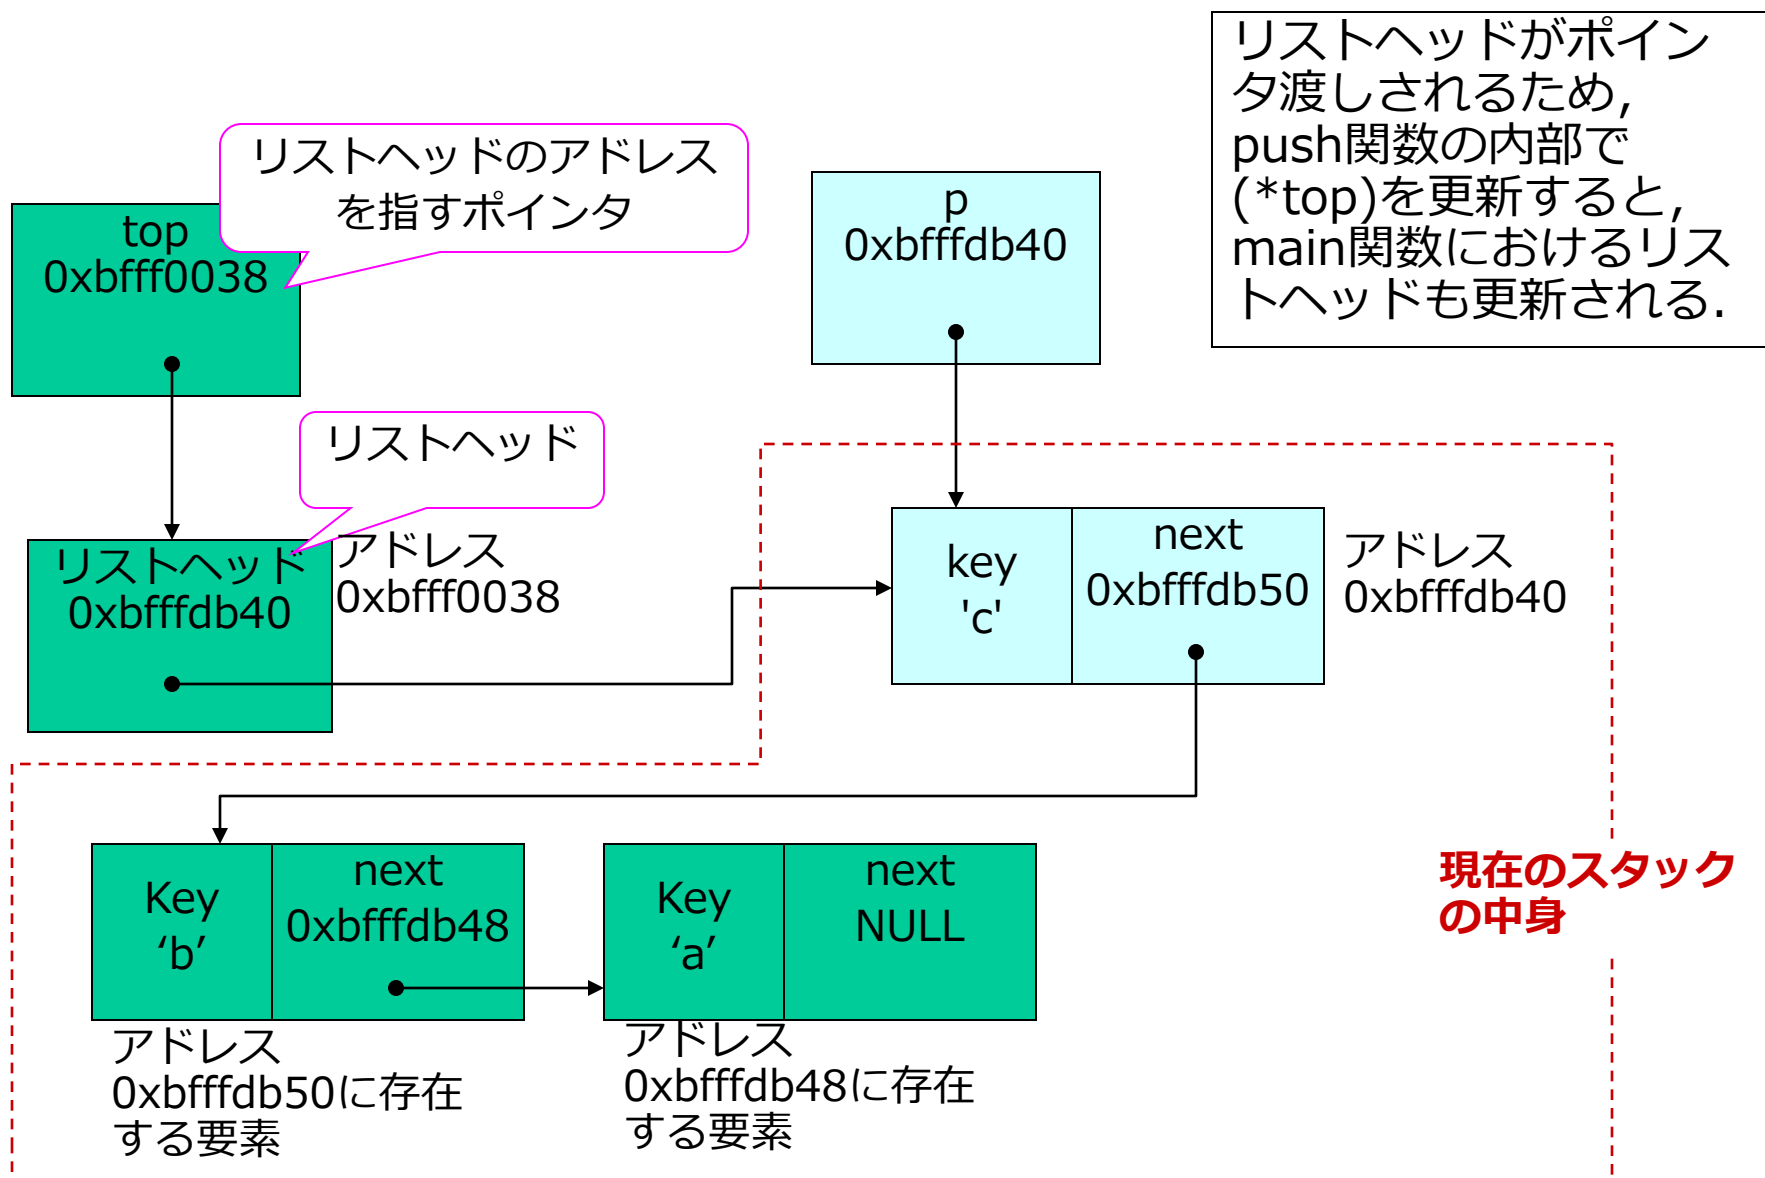 リストヘッドがポイン
タ渡しされるため,
push関数の内部で
(*top)を更新すると,
main関数におけるリス
トヘッドも更新される.
リストヘッドのアドレス
を指すポインタ
top
0xbfff0038
p
0xbfffdb40
リストヘッド
リストヘッド
0xbfffdb40
アドレス
0xbfff0038
key
'c'
next
0xbfffdb50
アドレス
0xbfffdb40
現在のスタック
の中身
Key
‘b’
next
0xbfffdb48
Key
‘a’
next
NULL
アドレス
0xbfffdb50に存在
する要素
アドレス
0xbfffdb48に存在
する要素